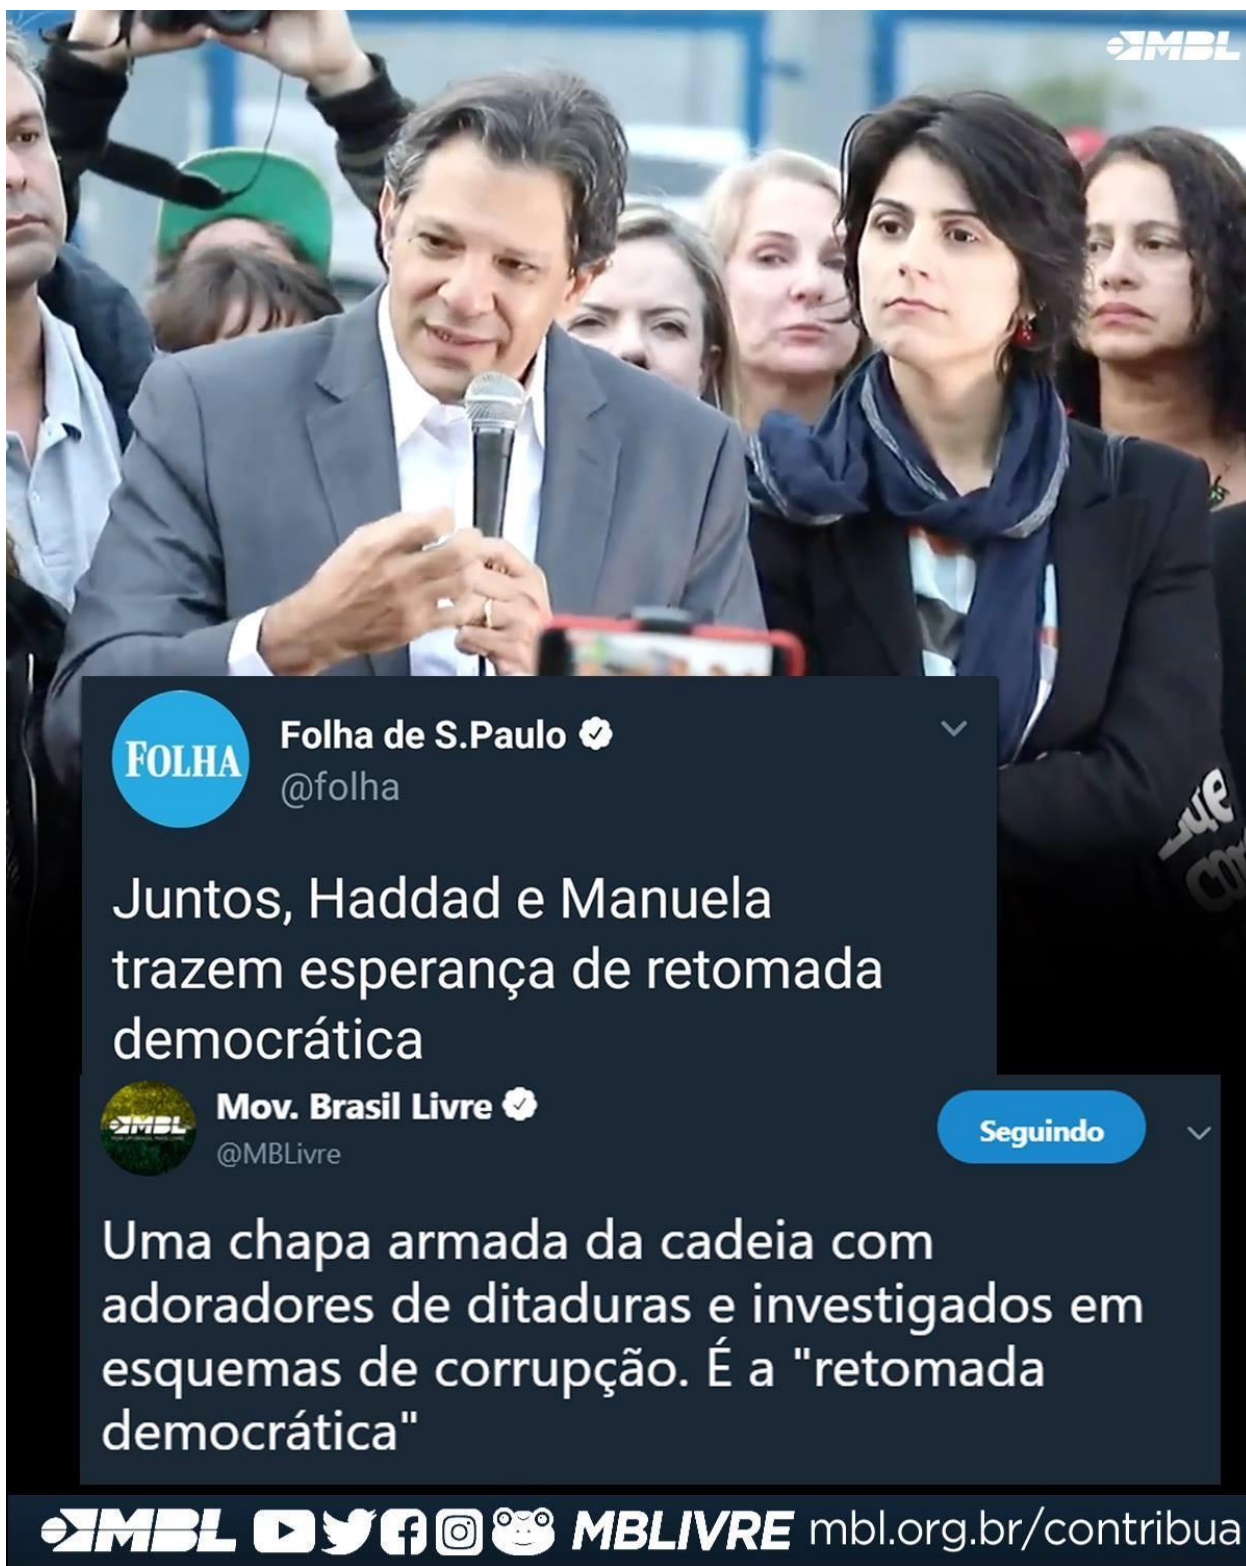 MBL
FOLHA
Folha de S.Paulo
@folha
Juntos, Haddad e Manuela
trazem esperança de retomada
democrática
MBL
Mov. Brasil Livre
@MBLivre
Seguindo
Uma chapa armada da cadeia com
adoradores de ditaduras e investigados em
esquemas de corrupção. É a "retomada
democrática"
MBL MBLIVRE mbl.org.br/contribua